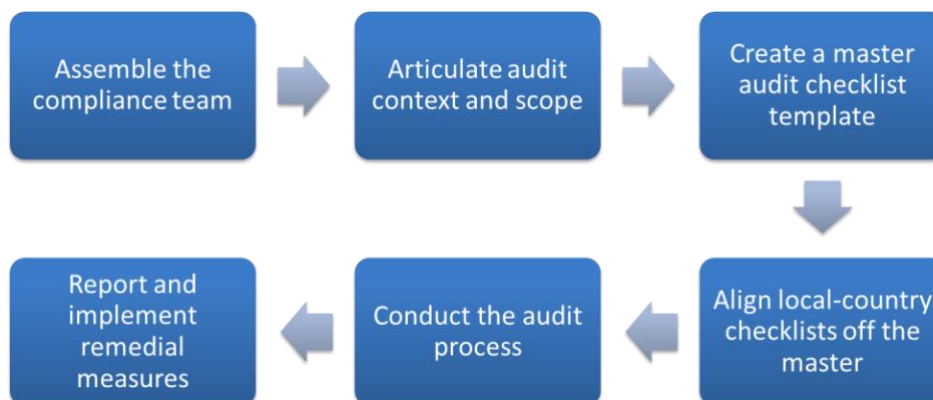 Assemble the
compliance team
Articulate audit
context and scope
Create a master
audit checklist
template
Align local-country
checklists off the
master
Conduct the audit
process
Report and
implement
remedial
measures